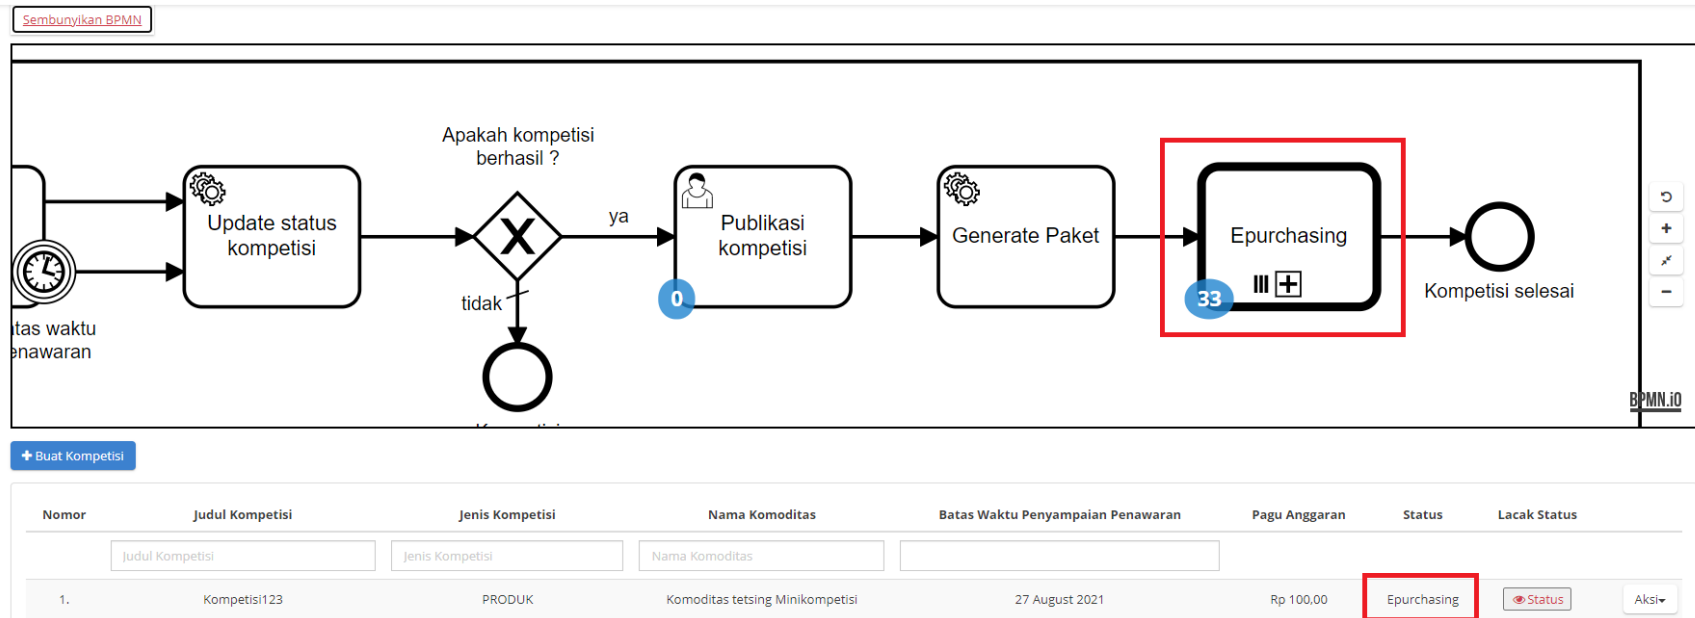 Sembunyikan BPMN
Apakah kompetisi
berhasil ?
Update status
kompetisi
ya
Publikasi
kompetisi
Generate Paket
Epurchasing
tidak
0
33
Kompetisi selesai
BPMN.iO
Buat Kompetisi
Nomor Judul Kompetisi Jenis Kompetisi Nama Komoditas Batas Waktu Penyampaian Penawaran Pagu Anggaran Status Lacak Status
Judul Kompetisi Jenis Kompetisi Nama Komoditas
1. Kompetisi123 PRODUK Komoditas tetsing Minikompetisi 27 August 2021 Rp 100,00 Epurchasing Status Aksi